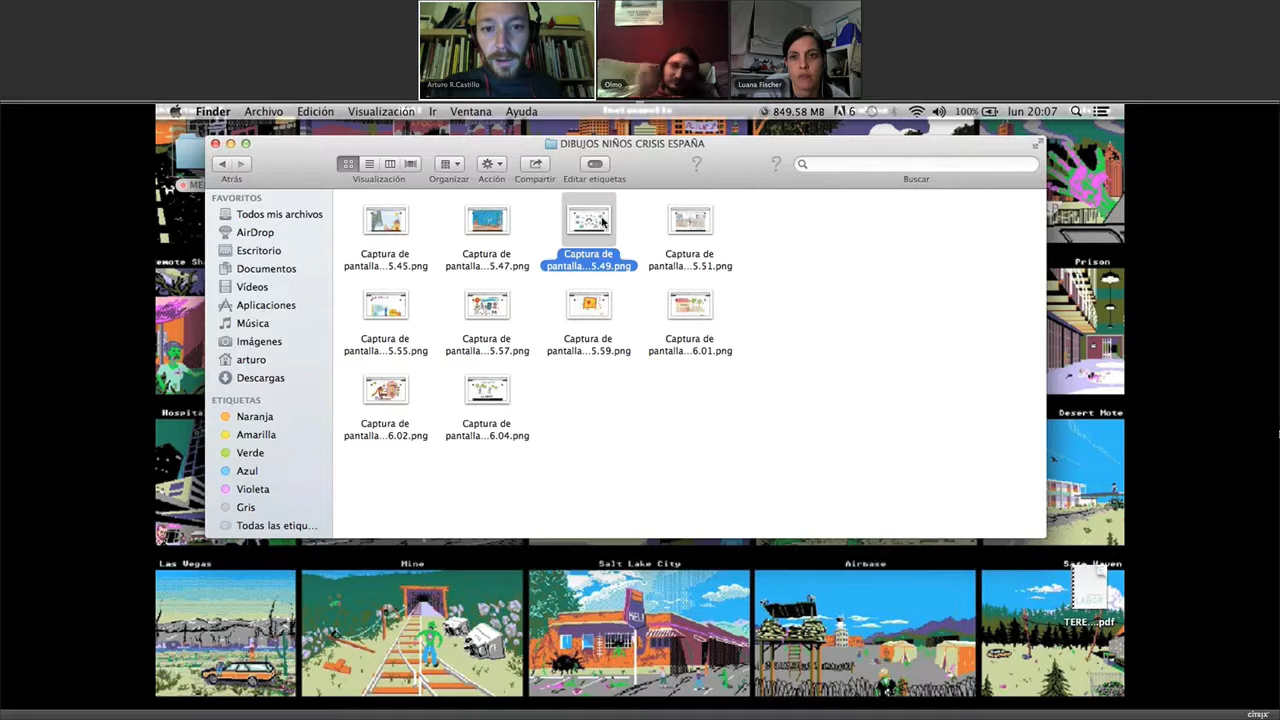 Arturo R.Castillo
Olmo
Luana Fischer
Finder Archivo Edición Visualización Ir Ventana Ayuda
849.58 MB
6
100%
lun 20:07
DIBUJOS NIÑOS CRISIS ESPAÑA
Atrás
Visualización
Organizar
Acción
Compartir
Editar etiquetas
Buscar
FAVORITOS
Todos mis archivos
AirDrop
Escritorio
Documentos
Vídeos
Aplicaciones
Música
Imágenes
arturo
Descargas
ETIQUETAS
Naranja
Amarilla
Verde
Azul
Violeta
Gris
Todas las etiqu...
Captura de
pantalla...5.45.png
Captura de
pantalla...5.47.png
Captura de
pantalla...5.49.png
Captura de
pantalla...5.51.png
Captura de
pantalla...5.55.png
Captura de
pantalla...5.57.png
Captura de
pantalla...5.59.png
Captura de
pantalla...6.01.png
Captura de
pantalla...6.02.png
Captura de
pantalla...6.04.png
Prison
Desert Mote
Las Vegas
Mine
Salt Lake City
Airbase
HELP
TERE....pdf
CITRIX